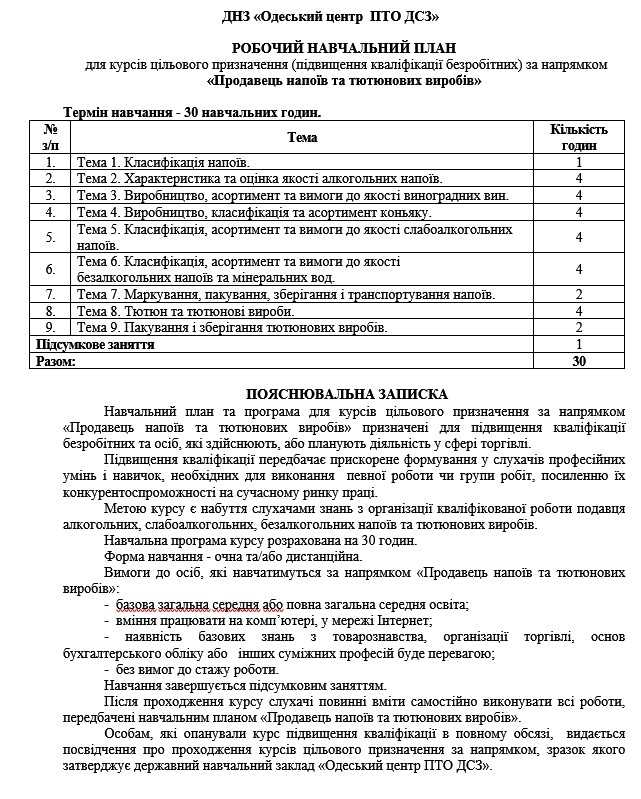 ДНЗ «Одеський центр ПТО ДСЗ»
РОБОЧИЙ НАВЧАЛЬНИЙ ПЛАН
для курсів цільового призначення (підвищення кваліфікації безробітних) за напрямком
«Продавець напоїв та тютюнових виробів»
Термін навчання - 30 навчальних годин.
№ з/п Тема Кількість годин
1. Тема 1. Класифікація напоїв. 1
2. Тема 2. Характеристика та оцінка якості алкогольних напоїв. 4
3. Тема 3. Виробництво, асортимент та вимоги до якості виноградних вин. 4
4. Тема 4. Виробництво, класифікація та асортимент коньяку. 4
5. Тема 5. Класифікація, асортимент та вимоги до якості слабоалкогольних
напоїв. 4
6. Тема 6. Класифікація, асортимент та вимоги до якості
безалкогольних напоїв та мінеральних вод. 4
7. Тема 7. Маркування, пакування, зберігання і транспортування напоїв. 2
8. Тема 8. Тютюн та тютюнові вироби. 4
9. Тема 9. Пакування і зберігання тютюнових виробів. 2
Підсумкове заняття 1
Разом: 30
ПОЯСНЮВАЛЬНА ЗАПИСКА
Навчальний план та програма для курсів цільового призначення за напрямком
«Продавець напоїв та тютюнових виробів» призначені для підвищення кваліфікації
безробітних та осіб, які здійснюють, або планують діяльність у сфері торгівлі.
Підвищення кваліфікації передбачає прискорене формування у слухачів професійних
умінь і навичок, необхідних для виконання певної роботи чи групи робіт, посиленню їх
конкурентоспроможності на сучасному ринку праці.
Метою курсу є набуття слухачами знань з організації кваліфікованої роботи продавця
алкогольних, слабоалкогольних, безалкогольних напоїв та тютюнових виробів.
Навчальна програма курсу розрахована на 30 годин.
Форма навчання - очна та/або дистанційна.
Вимоги до осіб, які навчатимуться за напрямком «Продавець напоїв та тютюнових
виробів»:
- базова загальна середня або повна загальна середня освіта;
- вміння працювати на комп’ютері, у мережі Інтернет;
- наявність базових знань з товарознавства, організації торгівлі, основ
бухгалтерського обліку або інших суміжних професій буде перевагою;
- без вимог до стажу роботи.
Навчання завершується підсумковим заняттям.
Після проходження курсу слухачі повинні вміти самостійно виконувати всі роботи,
передбачені навчальним планом «Продавець напоїв та тютюнових виробів».
Особам, які опанували курс підвищення кваліфікації в повному обсязі, видається
посвідчення про проходження курсів цільового призначення за напрямком, зразок якого
затверджує державний навчальний заклад «Одеський центр ПТО ДСЗ».